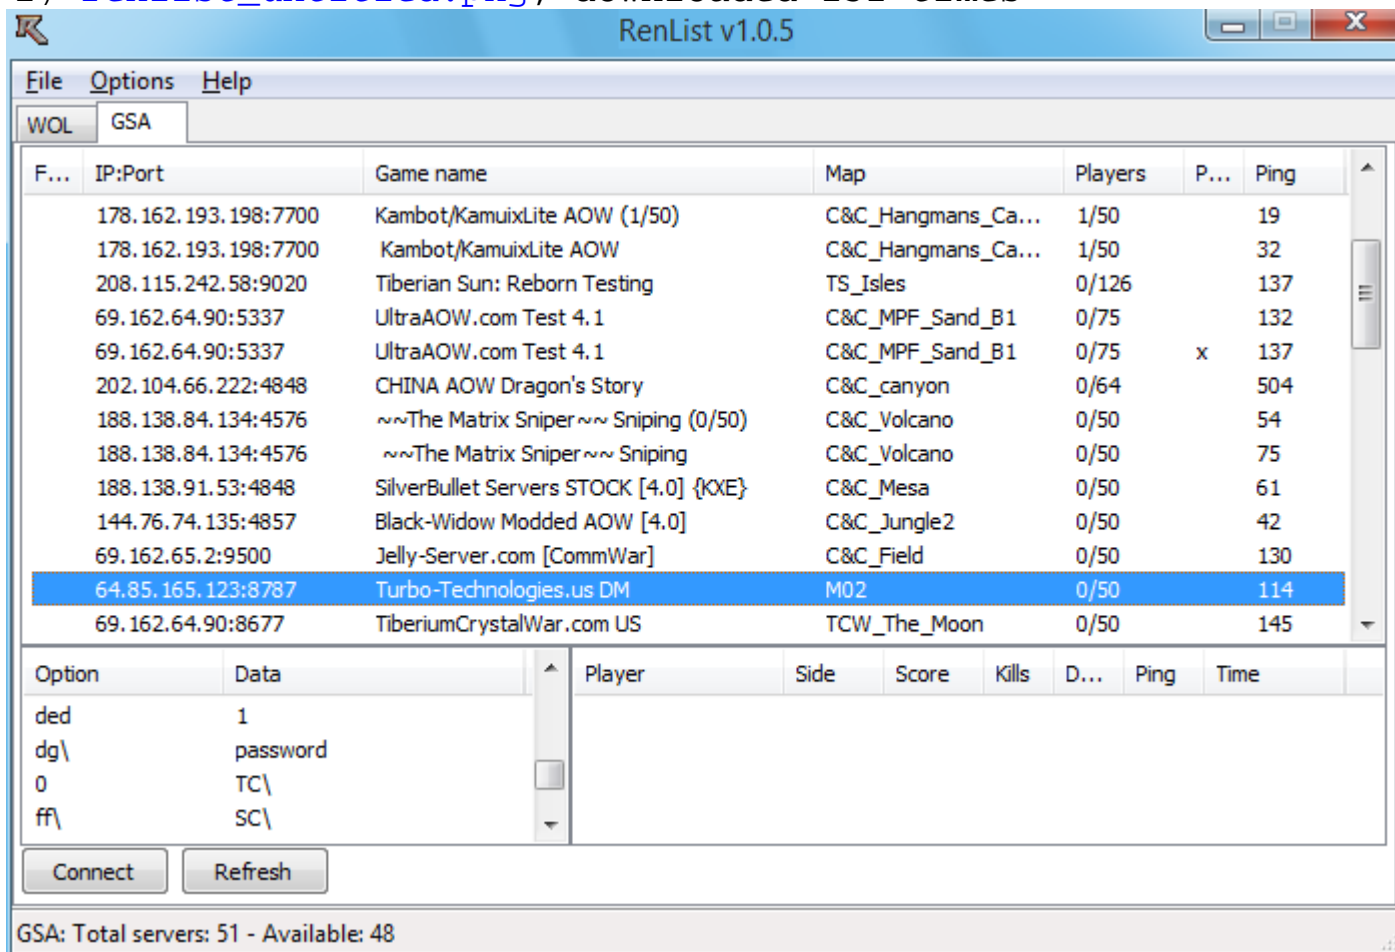 RenList v1.0.5
File Options Help
WOL GSA
F... IP:Port Game name Map Players P... Ping
178.162.193.198:7700 Kambot/KamuixLite AOW (1/50) C&C_Hangmans_Ca... 1/50 19
178.162.193.198:7700 Kambot/KamuixLite AOW C&C_Hangmans_Ca... 1/50 32
208.115.242.58:9020 Tiberian Sun: Reborn Testing TS_Isles 0/126 137
69.162.64.90:5337 UltraAOW.com Test 4.1 C&C_MPF_Sand_B1 0/75 132
69.162.64.90:5337 UltraAOW.com Test 4.1 C&C_MPF_Sand_B1 0/75 x 137
202.104.66.222:4848 CHINA AOW Dragon's Story C&C_canyon 0/64 504
188.138.84.134:4576 ~~The Matrix Sniper~~ Sniping (0/50) C&C_Volcano 0/50 54
188.138.84.134:4576 ~~The Matrix Sniper~~ Sniping C&C_Volcano 0/50 75
188.138.91.53:4848 SilverBullet Servers STOCK [4.0] {KXE} C&C_Mesa 0/50 61
144.76.74.135:4857 Black-Widow Modded AOW [4.0] C&C_Jungle2 0/50 42
69.162.65.2:9500 Jelly-Server.com [CommWar] C&C_Field 0/50 130
64.85.165.123:8787 Turbo-Technologies.us DM M02 0/50 114
69.162.64.90:8677 TiberiumCrystalWar.com US TCW_The_Moon 0/50 145
Option Data Player Side Score Kills D... Ping Time
ded 1
dg\ password
0 TC\
ff\ SC\
Connect Refresh
GSA: Total servers: 51 - Available: 48